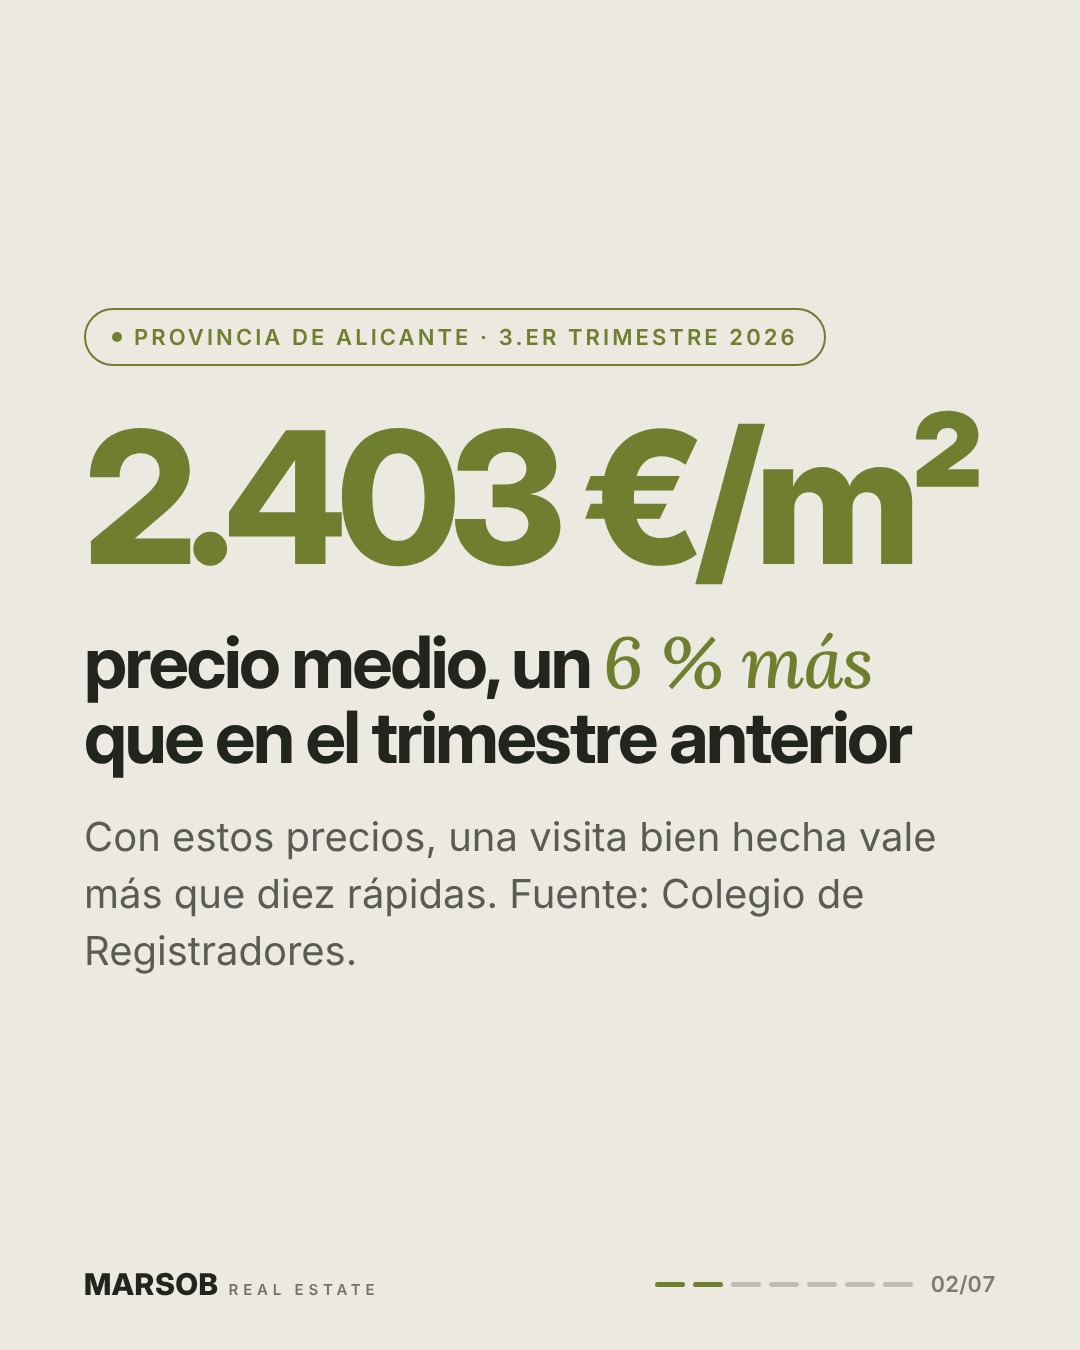 PROVINCIA DE ALICANTE · 3.ER TRIMESTRE 2026
2.403 €/m²
precio medio, un 6 % más
que en el trimestre anterior
Con estos precios, una visita bien hecha vale
más que diez rápidas. Fuente: Colegio de
Registradores.
MARSOB REAL ESTATE
02/07